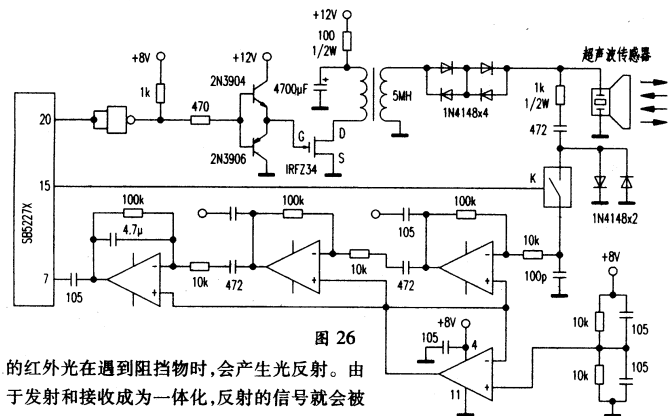 +12V
100
1/2W
超声波传感器
+8V
+12V
2N3904
1k
4700μF
5MH
1N4148x4
1k
1/2W
472
20
470
G
D
S
2N3906
IRFZ34
15
K
1N4148x2
SB5227X
100k
4.7μ
100k
105
100k
10k
100p
7
105
10k
472
10k
472
+8V
10k
105
10k
105
图 26
+8V
105
4
11
的红外光在遇到阻挡物时,会产生光反射。由
于发射和接收成为一体化,反射的信号就会被